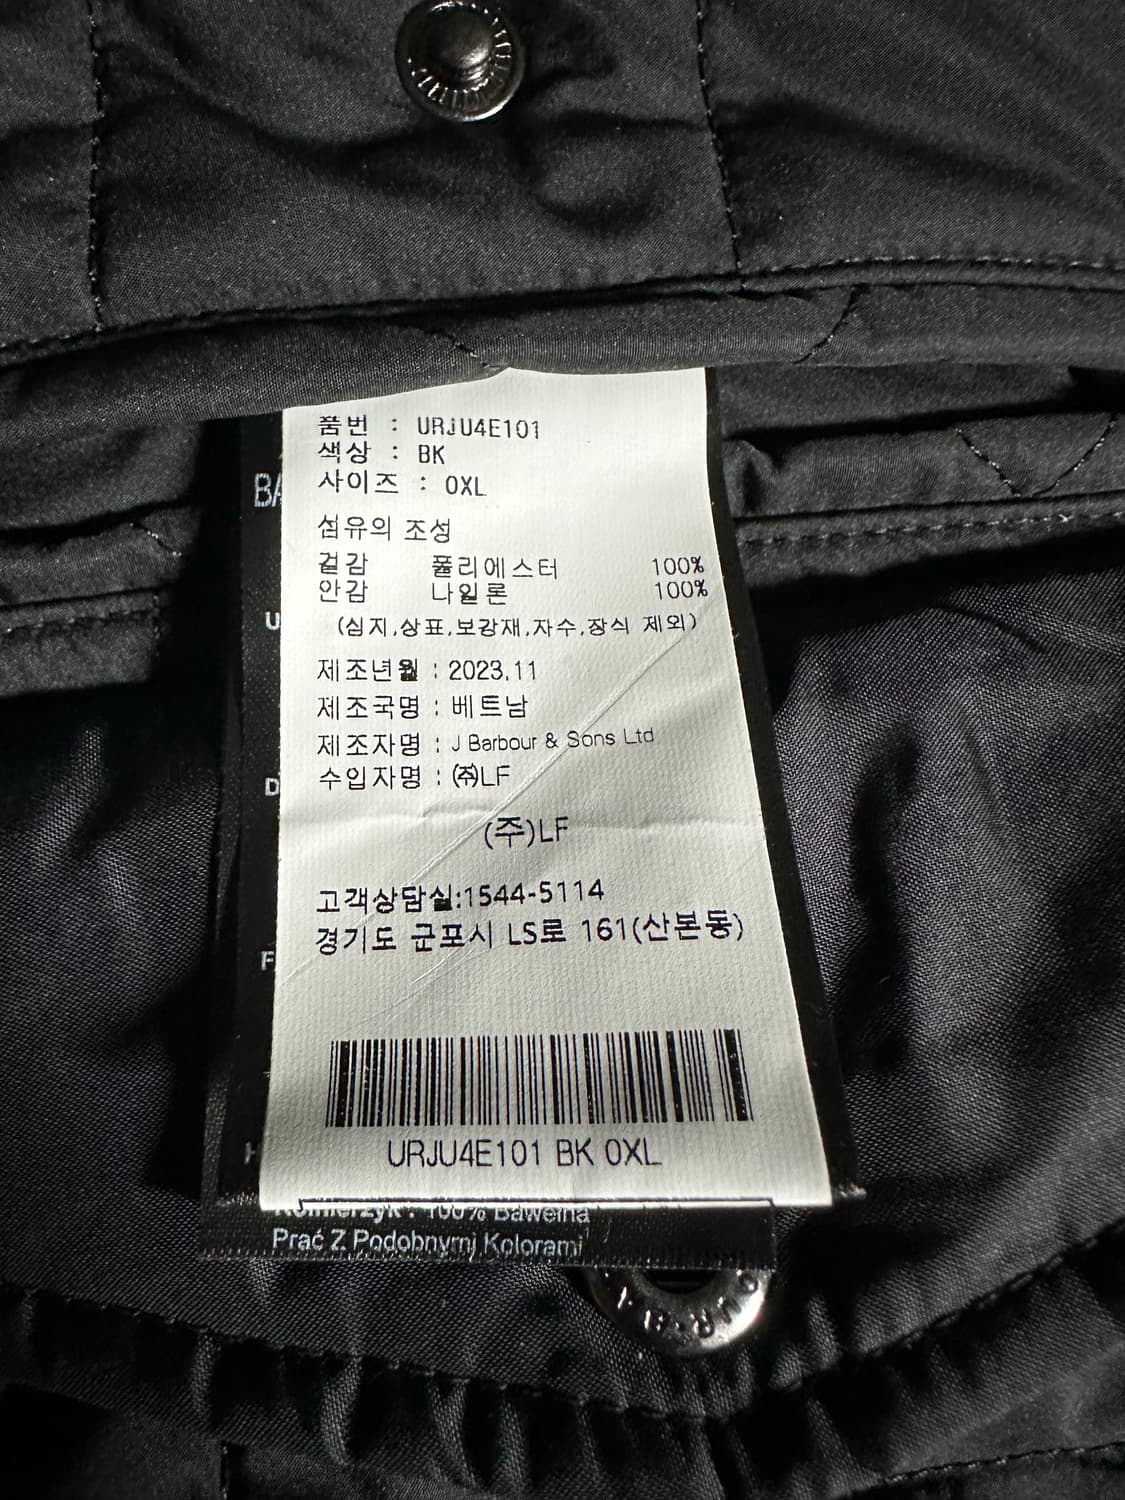 품번 : URJU4E101
색상 : BK
사이즈 : 0XL
섬유의 조성
겉감 폴리에스터 100%
안감 나일론 100%
(심지,상표,보강재,자수,장식 제외)
제조년월 : 2023.11
제조국명 : 베트남
제조자명 : J Barbour & Sons Ltd
수입자명 : ㈜LF
(주)LF
고객상담실:1544-5114
경기도 군포시 LS로 161(산본동)
URJU4E101 BK 0XL
Kołnierzyk : 100% Bawełna
Prać Z Podobnymi Kolorami